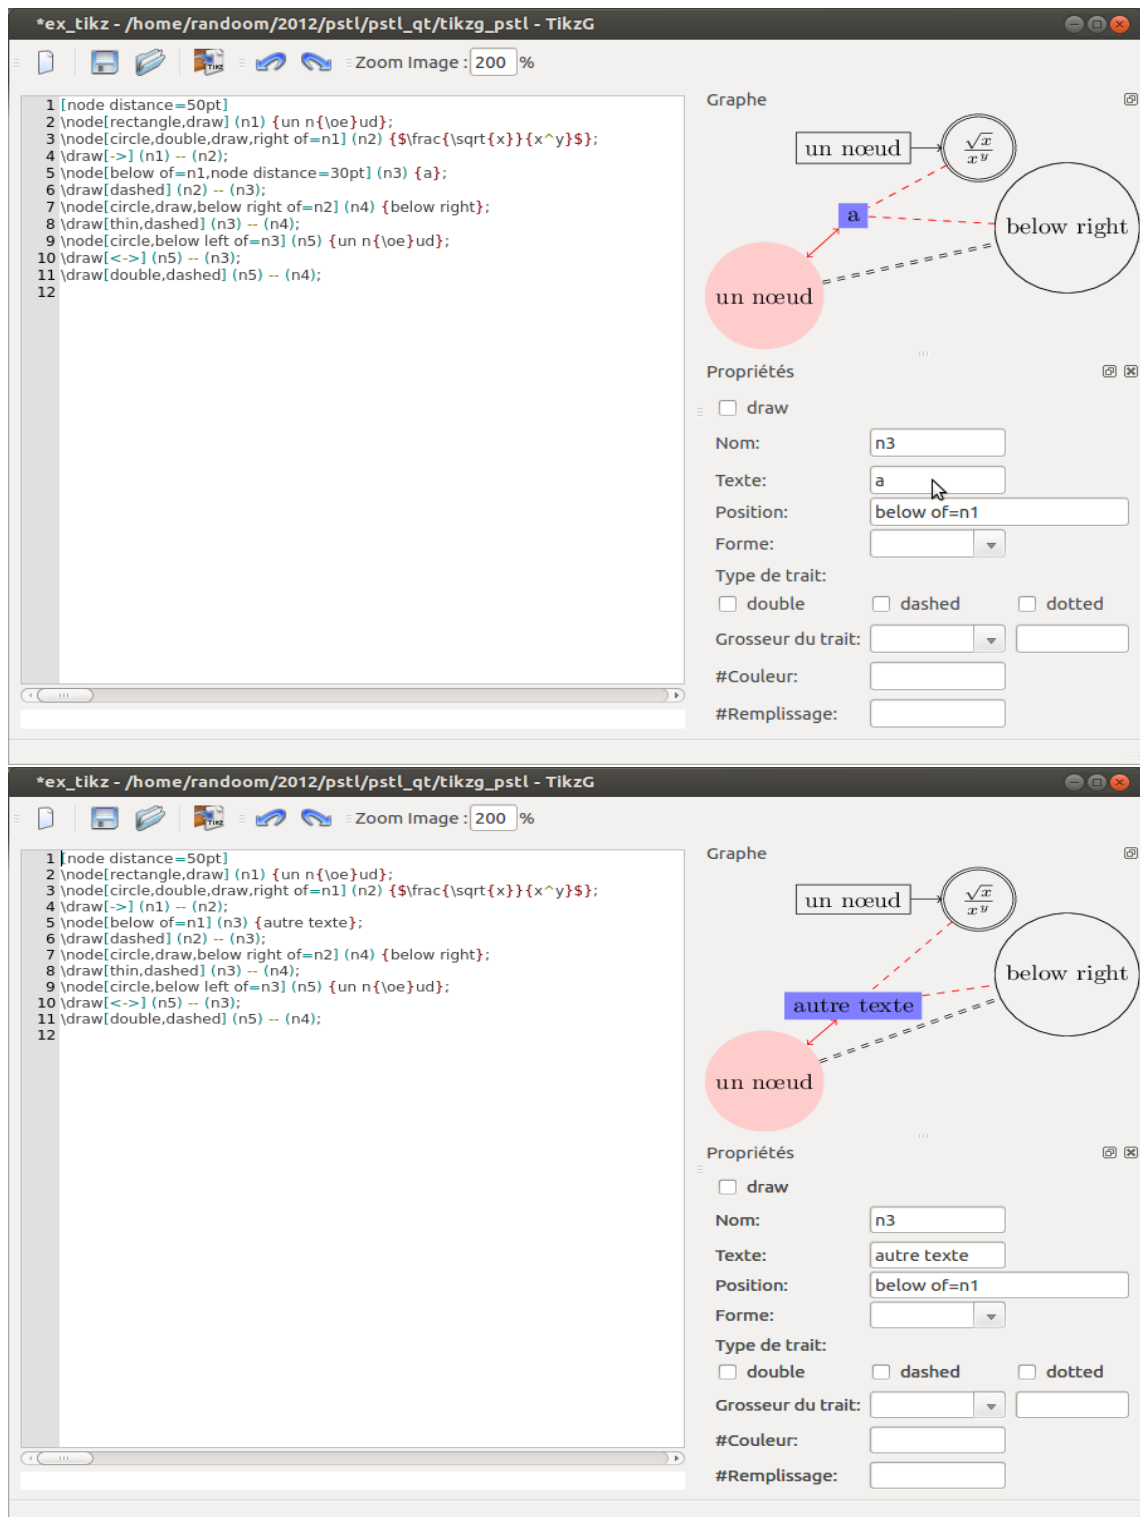 *ex_tikz - /home/randoom/2012/pstl/pstl_qt/tikzg_pstl - TikzG
TIKZ
Zoom Image : 200 %
1 [node distance=50pt]
2 \node[rectangle,draw] (n1) {un n{\oe}ud};
3 \node[circle,double,draw,right of=n1] (n2) {$\frac{\sqrt{x}}{x^y}$};
4 \draw[->] (n1) -- (n2);
5 \node[below of=n1,node distance=30pt] (n3) {a};
6 \draw[dashed] (n2) -- (n3);
7 \node[circle,draw,below right of=n2] (n4) {below right};
8 \draw[thin,dashed] (n3) -- (n4);
9 \node[circle,below left of=n3] (n5) {un n{\oe}ud};
10 \draw[<->] (n5) -- (n3);
11 \draw[double,dashed] (n5) -- (n4);
12
Graphe
un nœud
√x
x^y
a
below right
un nœud
Propriétés
draw
Nom: n3
Texte: a
Position: below of=n1
Forme:
Type de trait:
double dashed dotted
Grosseur du trait:
#Couleur:
#Remplissage:
*ex_tikz - /home/randoom/2012/pstl/pstl_qt/tikzg_pstl - TikzG
TIKZ
Zoom Image : 200 %
1 [node distance=50pt]
2 \node[rectangle,draw] (n1) {un n{\oe}ud};
3 \node[circle,double,draw,right of=n1] (n2) {$\frac{\sqrt{x}}{x^y}$};
4 \draw[->] (n1) -- (n2);
5 \node[below of=n1] (n3) {autre texte};
6 \draw[dashed] (n2) -- (n3);
7 \node[circle,draw,below right of=n2] (n4) {below right};
8 \draw[thin,dashed] (n3) -- (n4);
9 \node[circle,below left of=n3] (n5) {un n{\oe}ud};
10 \draw[<->] (n5) -- (n3);
11 \draw[double,dashed] (n5) -- (n4);
12
Graphe
un nœud
√x
x^y
below right
autre texte
un nœud
Propriétés
draw
Nom: n3
Texte: autre texte
Position: below of=n1
Forme:
Type de trait:
double dashed dotted
Grosseur du trait:
#Couleur:
#Remplissage: